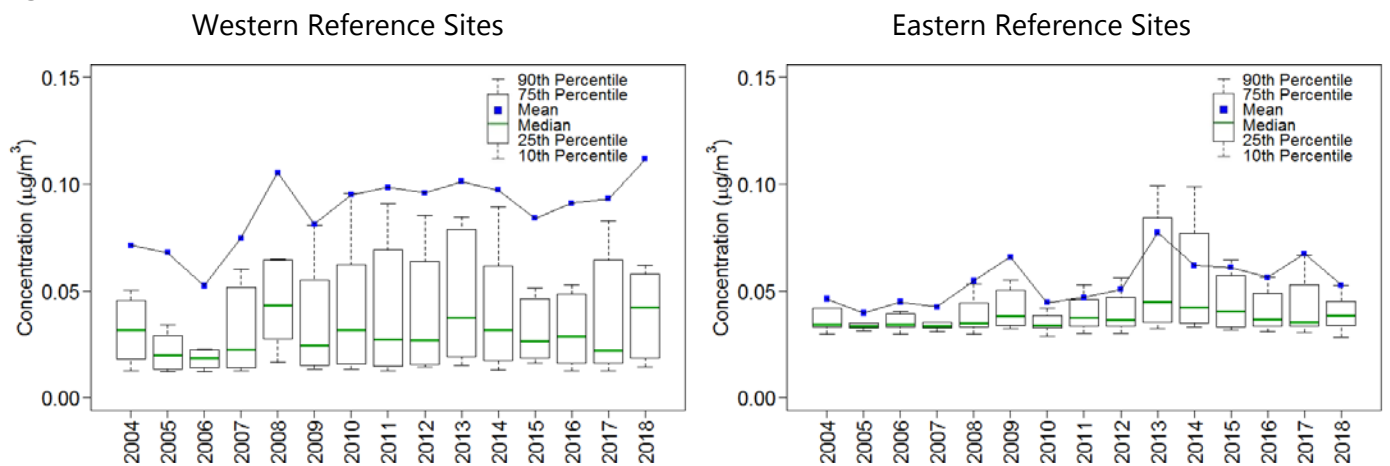 Western Reference Sites
0.15
0.10
0.05
0.00
Concentration (µg/m³)
90th Percentile
75th Percentile
Mean
Median
25th Percentile
10th Percentile
2004
2005
2006
2007
2008
2009
2010
2011
2012
2013
2014
2015
2016
2017
2018
Eastern Reference Sites
0.15
0.10
0.05
0.00
Concentration (µg/m³)
90th Percentile
75th Percentile
Mean
Median
25th Percentile
10th Percentile
2004
2005
2006
2007
2008
2009
2010
2011
2012
2013
2014
2015
2016
2017
2018